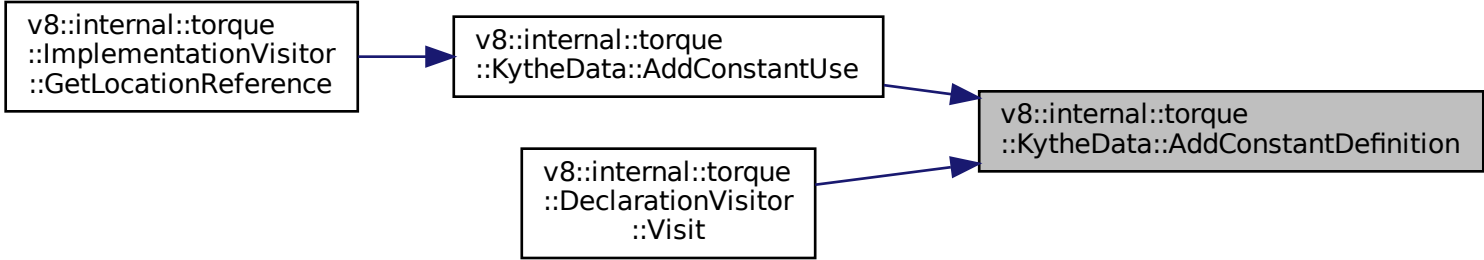 v8::internal::torque
::ImplementationVisitor
::GetLocationReference
v8::internal::torque
::KytheData::AddConstantUse
v8::internal::torque
::KytheData::AddConstantDefinition
v8::internal::torque
::DeclarationVisitor
::Visit